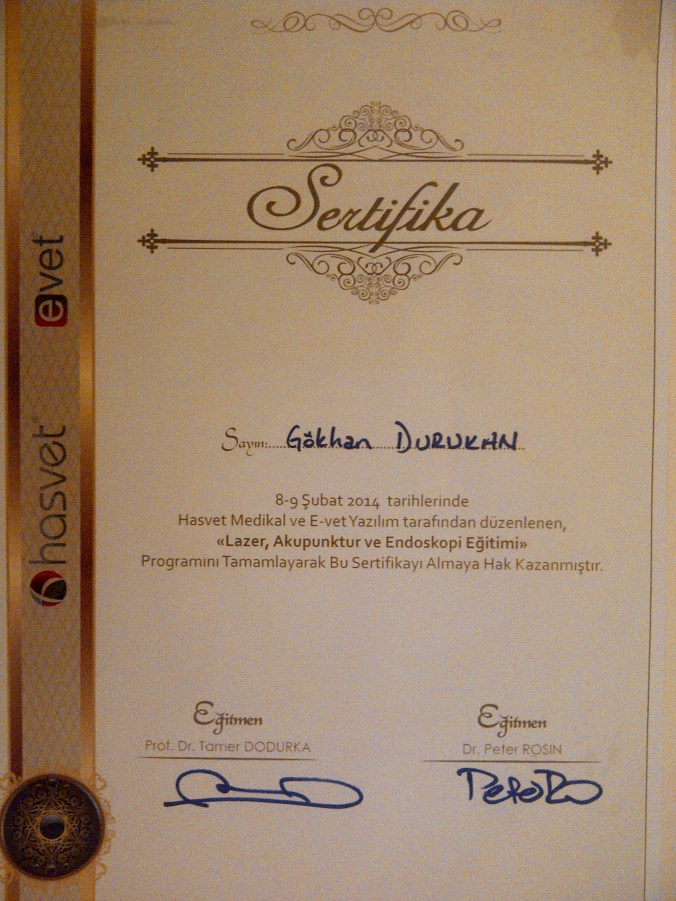 Sertifika
evet
hasvet
Sayın:.....Gökhan DURUKAN
8-9 Şubat 2014 tarihlerinde
Hasvet Medikal ve E-vet Yazılım tarafından düzenlenen,
«Lazer, Akupunktur ve Endoskopi Eğitimi»
Programını Tamamlayarak Bu Sertifikayı Almaya Hak Kazanmıştır.
Eğitmen
Prof. Dr. Tamer DODURKA
Eğitmen
Dr. Peter ROSIN